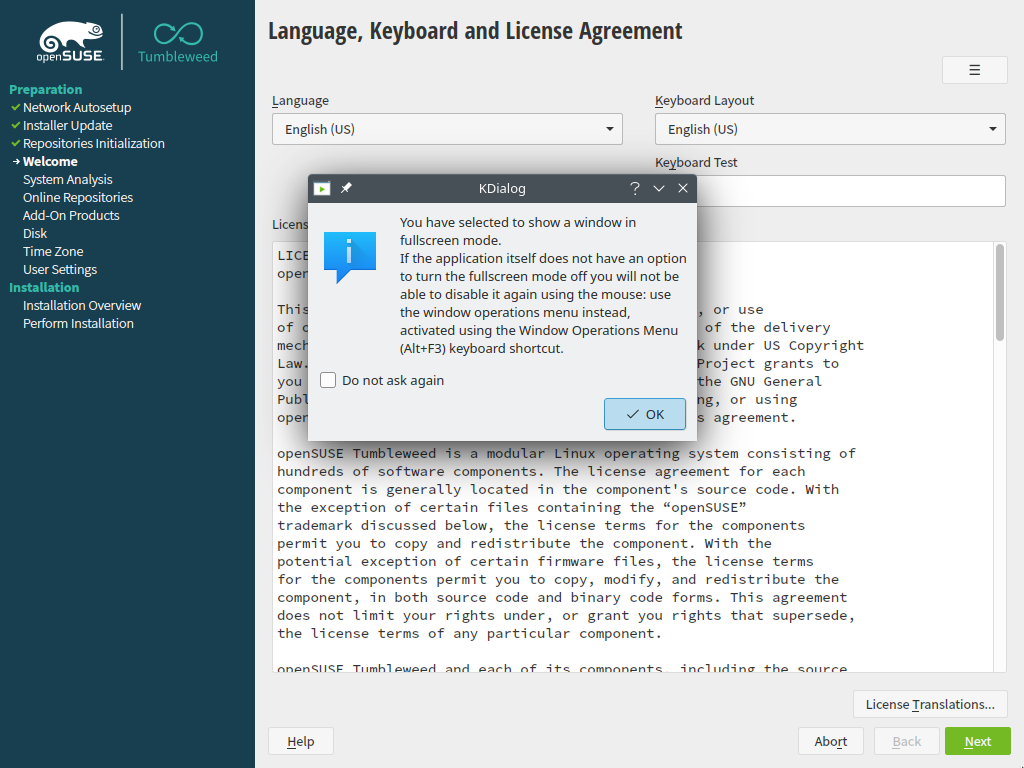 openSUSE
Tumbleweed
Preparation
Network Autosetup
Installer Update
Repositories Initialization
Welcome
System Analysis
Online Repositories
Add-On Products
Disk
Time Zone
User Settings
Installation
Installation Overview
Perform Installation
Language, Keyboard and License Agreement
Language
Keyboard Layout
English (US)
English (US)
Keyboard Test
KDialog
You have selected to show a window in
fullscreen mode.
If the application itself does not have an option
to turn the fullscreen mode off you will not be
able to disable it again using the mouse: use
the window operations menu instead,
activated using the Window Operations Menu
(Alt+F3) keyboard shortcut.
Do not ask again
OK
Licens
LICE
open
This , or use
of of the delivery
mech under US Copyright
Law. Project grants to
you the GNU General
Publ ng, or using
open s agreement.
openSUSE Tumbleweed is a modular Linux operating system consisting of
hundreds of software components. The license agreement for each
component is generally located in the component's source code. With
the exception of certain files containing the “openSUSE”
trademark discussed below, the license terms for the components
permit you to copy and redistribute the component. With the
potential exception of certain firmware files, the license terms
for the components permit you to copy, modify, and redistribute the
component, in both source code and binary code forms. This agreement
does not limit your rights under, or grant you rights that supersede,
the license terms of any particular component.
openSUSE Tumbleweed and each of its components, including the source
License Translations...
Help
Abort
Back
Next